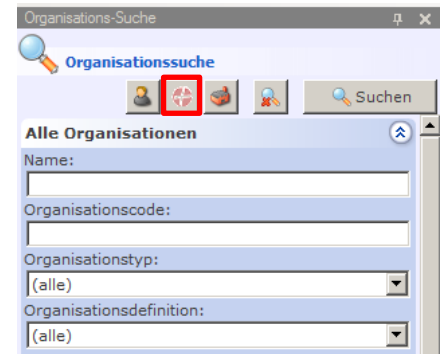 Organisations-Suche
Organisationssuche
Suchen
Alle Organisationen
Name:
Organisationscode:
Organisationstyp:
(alle)
Organisationsdefinition:
(alle)